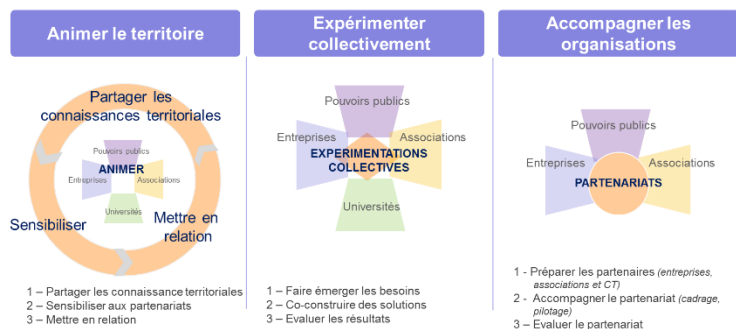 Animer le territoire
Partager les
connaissances territoriales
Pouvoirs publics
ANIMER
Entreprises
Associations
Universités
Sensibiliser
Mettre en
relation
1 – Partager les connaissance territoriales
2 – Sensibiliser aux partenariats
3 – Mettre en relation
Expérimenter
collectivement
Pouvoirs publics
Entreprises
Associations
EXPERIMENTATIONS
COLLECTIVES
Universités
1 – Faire émerger les besoins
2 – Co-construire des solutions
3 – Evaluer les résultats
Accompagner les
organisations
Pouvoirs publics
Entreprises
Associations
PARTENARIATS
1 - Préparer les partenaires (entreprises,
associations et CT)
2 - Accompagner le partenariat (cadrage,
pilotage)
3 – Evaluer le partenariat